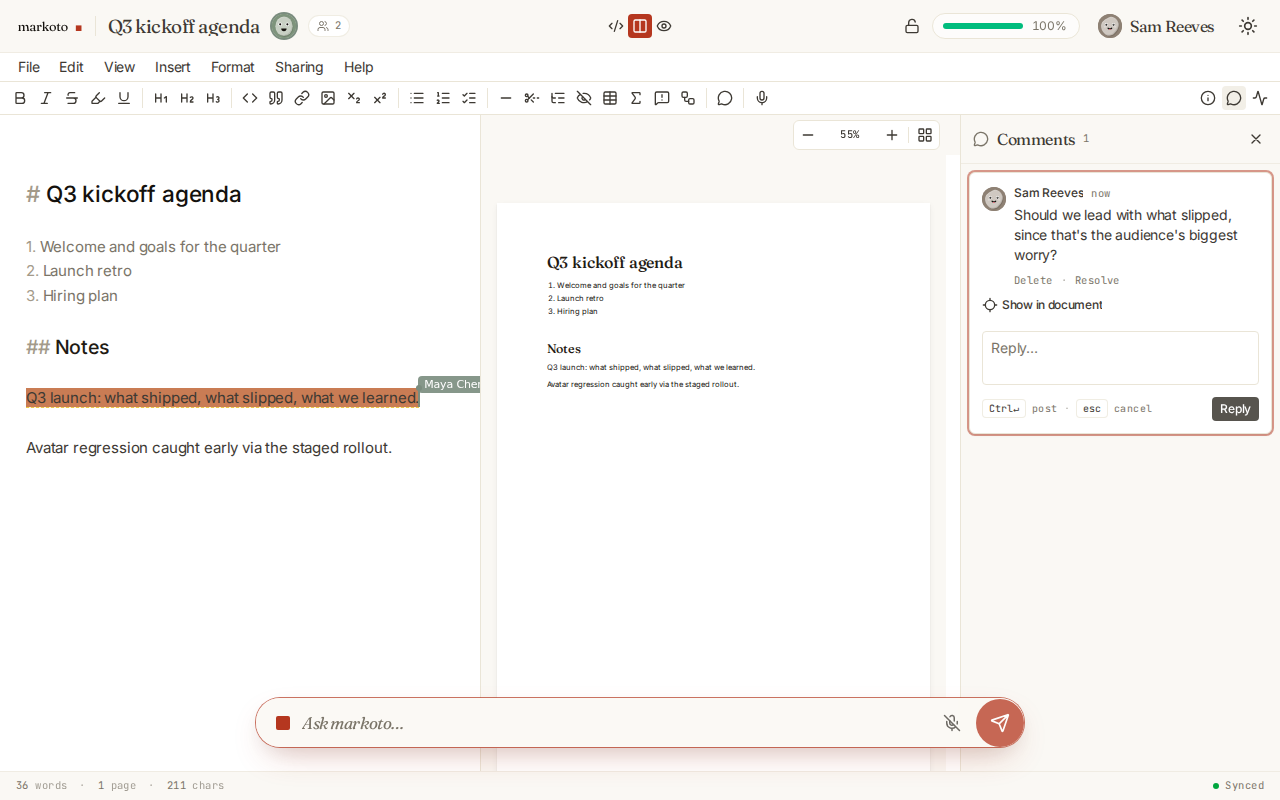 markoto
Q3 kickoff agenda
2
100%
Sam Reeves
File Edit View Insert Format Sharing Help
H1 H2 H3
55%
Comments 1
# Q3 kickoff agenda
1. Welcome and goals for the quarter
2. Launch retro
3. Hiring plan
## Notes
Maya Cher
Q3 launch: what shipped, what slipped, what we learned.
Avatar regression caught early via the staged rollout.
Q3 kickoff agenda
1. Welcome and goals for the quarter
2. Launch retro
3. Hiring plan
Notes
Q3 launch: what shipped, what slipped, what we learned.
Avatar regression caught early via the staged rollout.
Sam Reeves now
Should we lead with what slipped,
since that's the audience's biggest
worry?
Delete · Resolve
Show in document
Reply...
Ctrl↵ post · esc cancel
Reply
Ask markoto...
36 words · 1 page · 211 chars
Synced